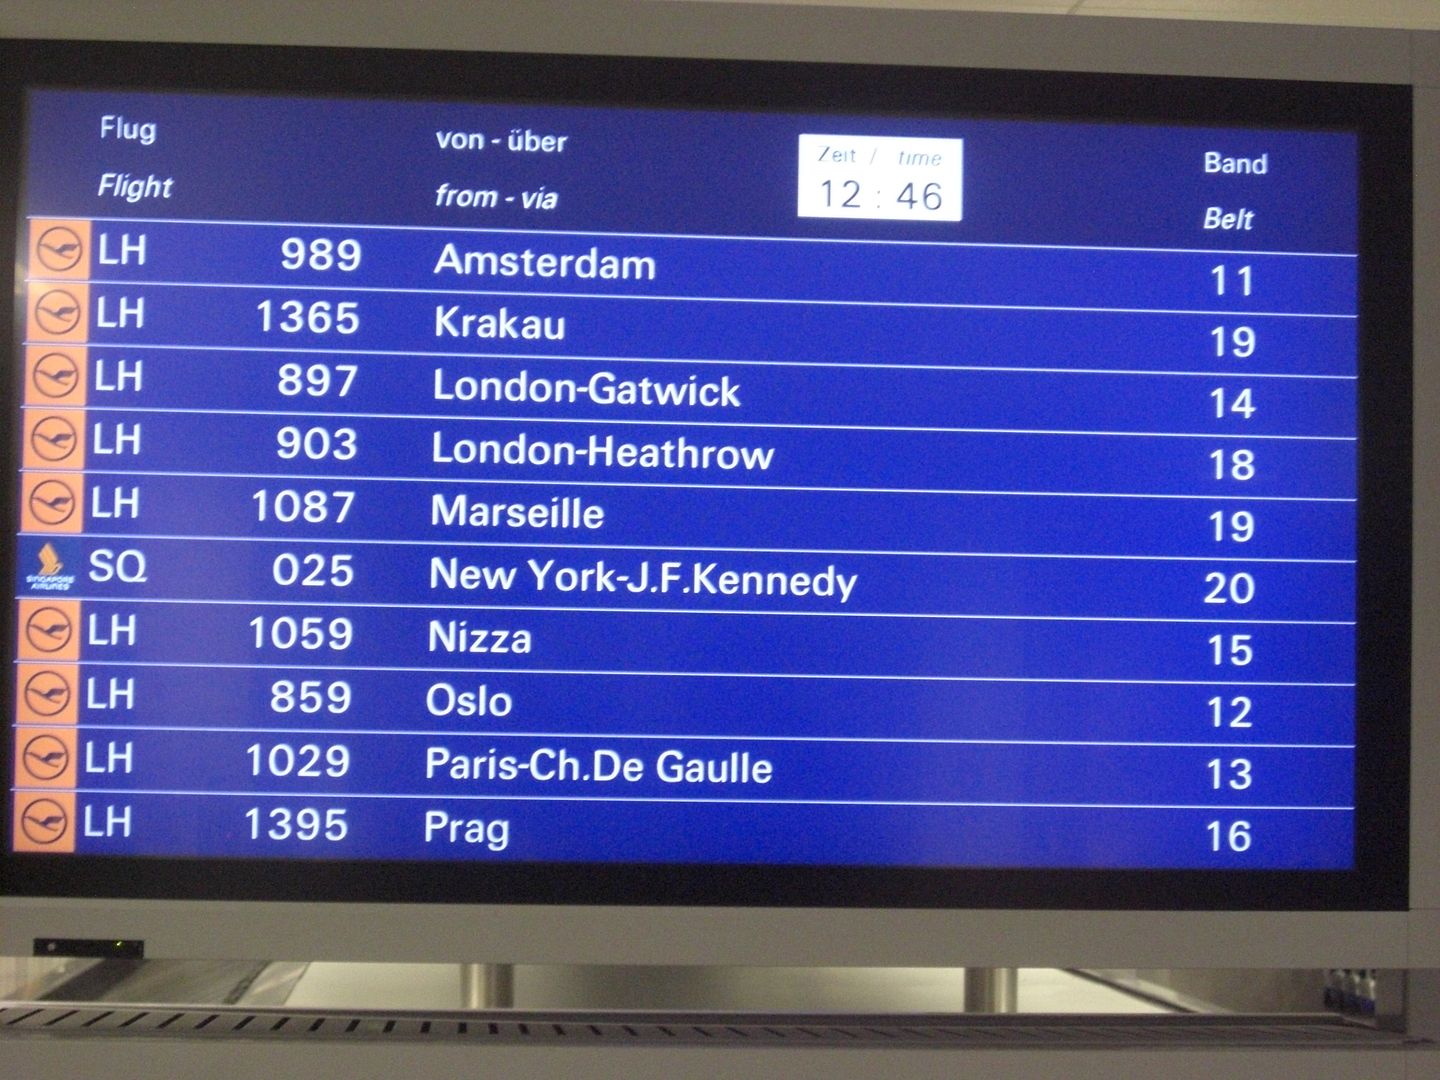 Flug von - über Zeit / time Band
Flight from - via 12 : 46 Belt
LH 989 Amsterdam 11
LH 1365 Krakau 19
LH 897 London-Gatwick 14
LH 903 London-Heathrow 18
LH 1087 Marseille 19
SINGAPORE AIRLINES SQ 025 New York-J.F.Kennedy 20
LH 1059 Nizza 15
LH 859 Oslo 12
LH 1029 Paris-Ch.De Gaulle 13
LH 1395 Prag 16